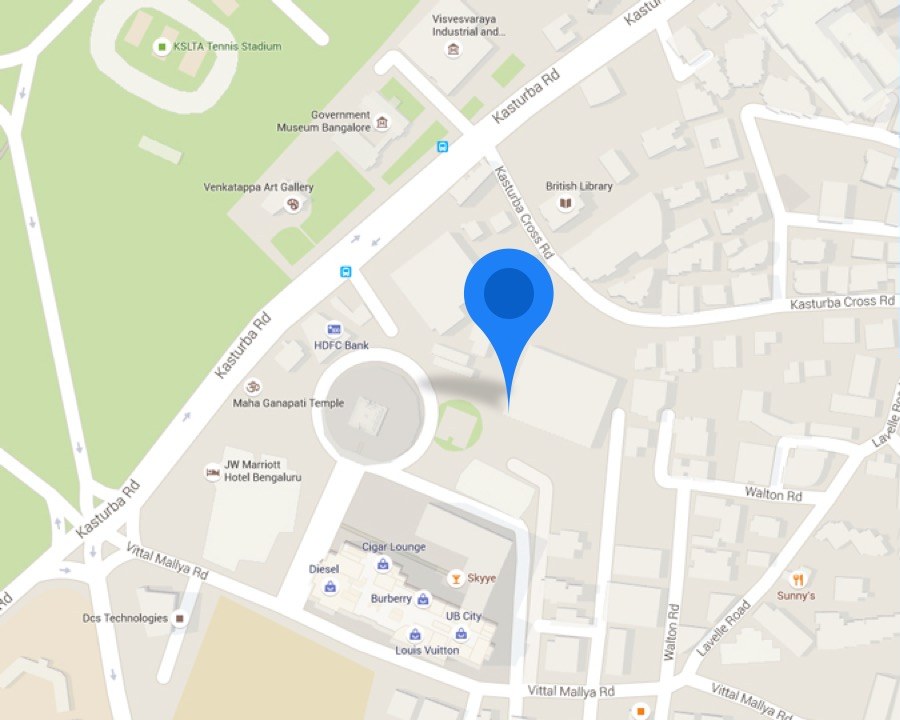 Visvesvaraya
Industrial and...
Kasturba
KSLTA Tennis Stadium
Kasturba Rd
Government
Museum Bangalore
Venkatappa Art Gallery
British Library
Kasturba Cross Rd
Kasturba Cross Rd
Kasturba Rd
HDFC Bank
Maha Ganapati Temple
Lavelle Road
JW Marriott
Hotel Bengaluru
Kasturba Rd
Walton Rd
Vittal Mallya Rd
Cigar Lounge
Diesel
Skyye
Burberry
UB City
Louis Vuitton
Dcs Technologies
Sunny's
Walton Rd
Lavelle Road
Rd
Vittal Mallya Rd
Vittal Mallya Rd